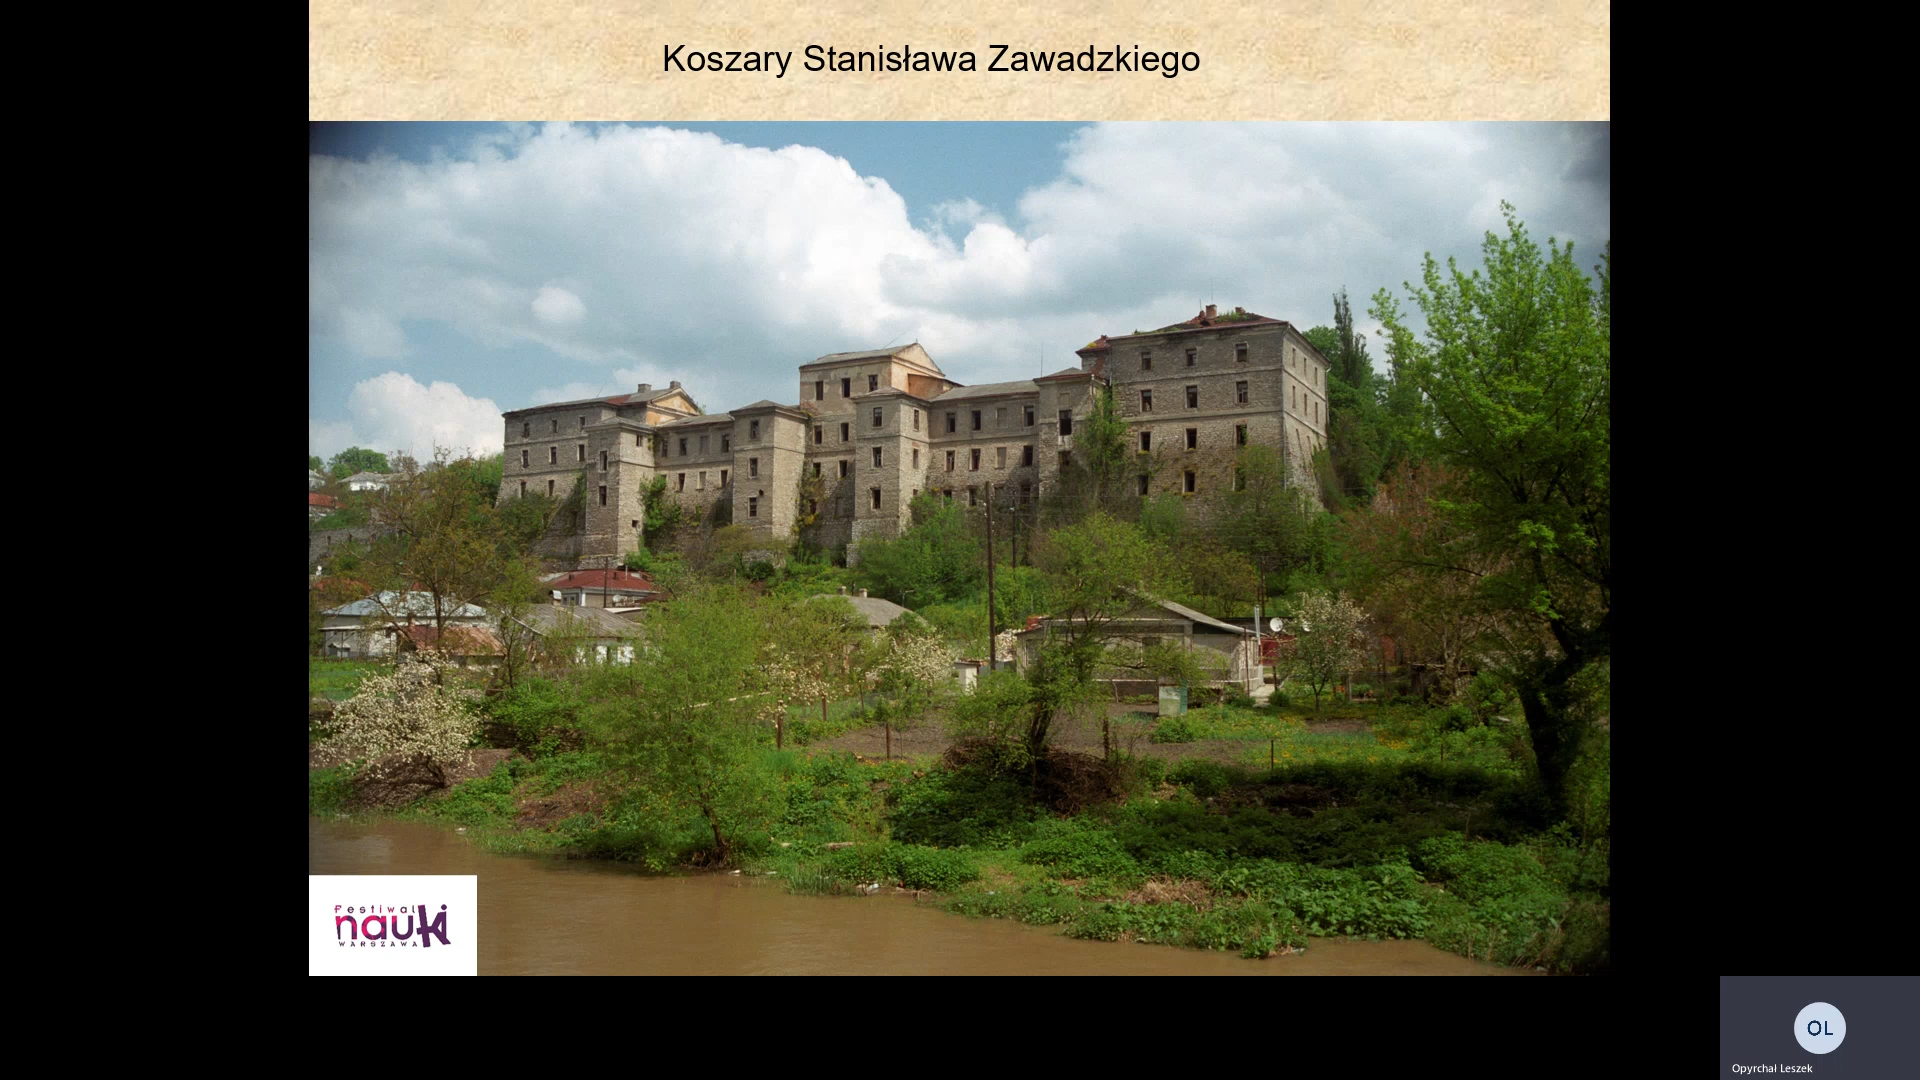 Koszary Stanisława Zawadzkiego
Festiwal
nauki
WARSZAWA
OL
Opyrchal Leszek